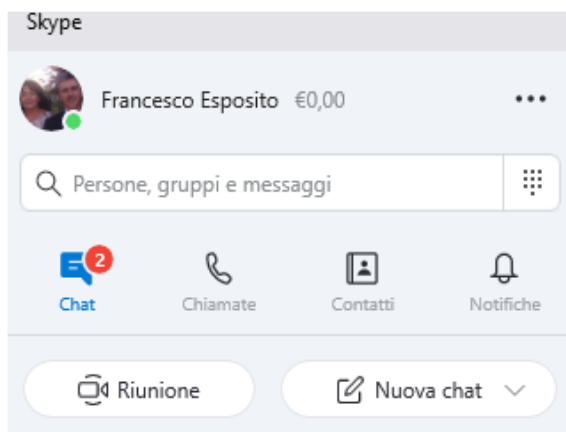 Skype
Francesco Esposito €0,00
Persone, gruppi e messaggi
2
Chat Chiamate Contatti Notifiche
Riunione Nuova chat